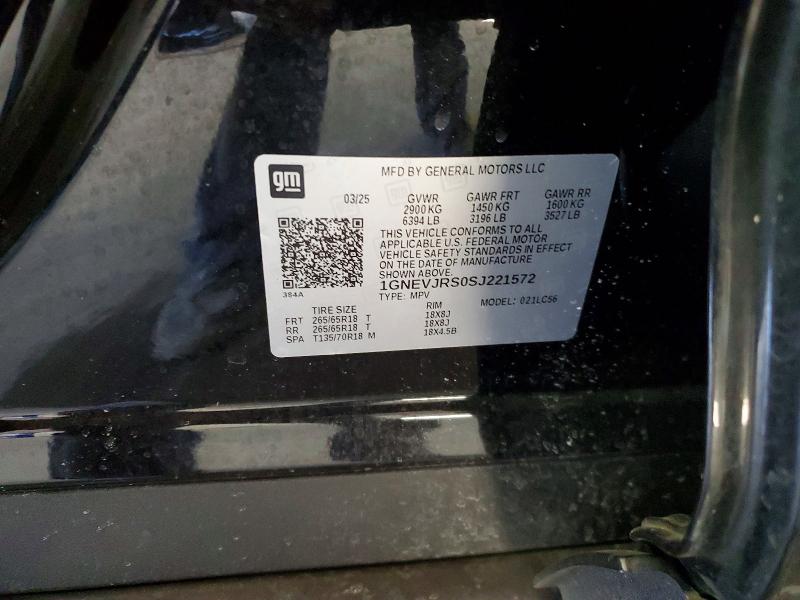 gm
MFD BY GENERAL MOTORS LLC
03/25 GVWR GAWR FRT GAWR RR
2900 KG 1450 KG 1600 KG
6394 LB 3196 LB 3527 LB
THIS VEHICLE CONFORMS TO ALL
APPLICABLE U.S. FEDERAL MOTOR
VEHICLE SAFETY STANDARDS IN EFFECT
ON THE DATE OF MANUFACTURE
SHOWN ABOVE.
1GNEVJRS0SJ221572
384A
TYPE: MPV MODEL: 021LC56
TIRE SIZE RIM
FRT 265/65R18 T 18X8J
RR 265/65R18 T 18X8J
SPA T135/70R18 M 18X4.5B